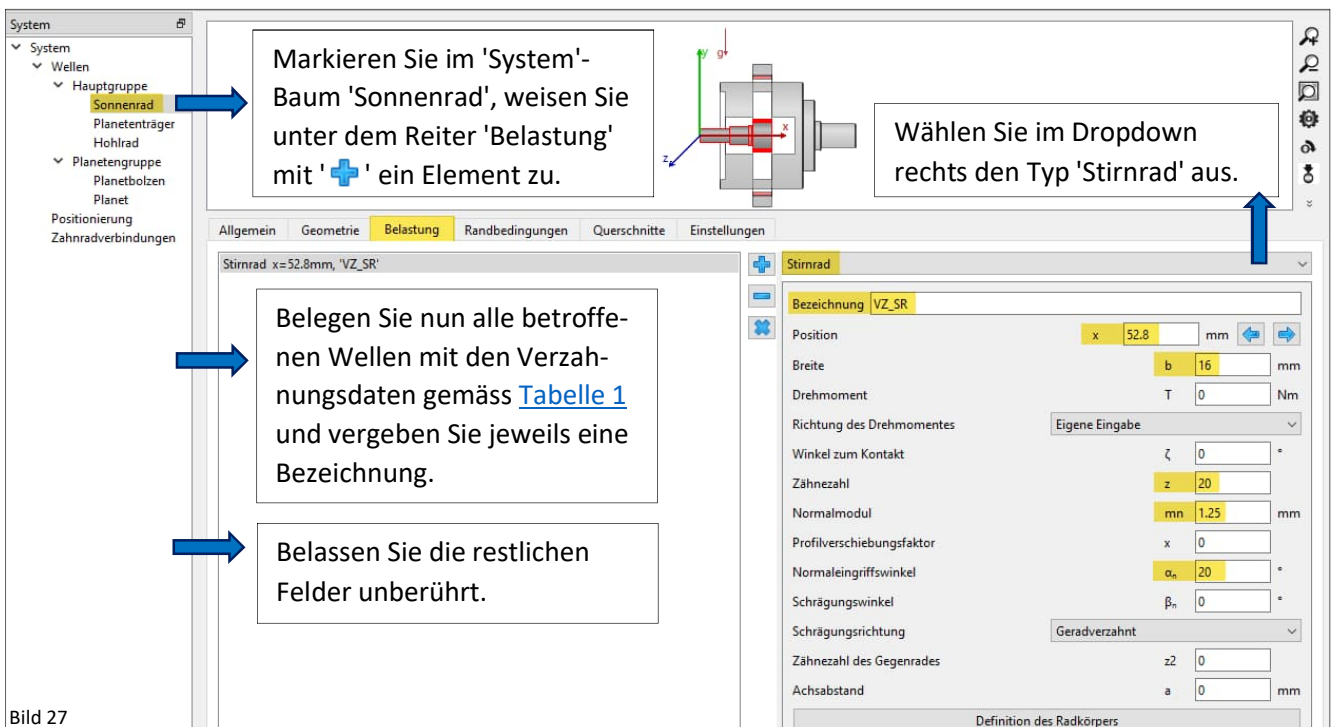 System
System
Wellen
Hauptgruppe
Sonnenrad
Planetenträger
Hohlrad
Planetengruppe
Planetbolzen
Planet
Positionierung
Zahnradverbindungen
Markieren Sie im 'System'-
Baum 'Sonnenrad', weisen Sie
unter dem Reiter 'Belastung'
mit ' ' ein Element zu.
y g
x
z
Wählen Sie im Dropdown
rechts den Typ 'Stirnrad' aus.
Allgemein Geometrie Belastung Randbedingungen Querschnitte Einstellungen
Stirnrad x=52.8mm, 'VZ_SR'
Belegen Sie nun alle betroffe-
nen Wellen mit den Verzah-
nungsdaten gemäss Tabelle 1
und vergeben Sie jeweils eine
Bezeichnung.
Belassen Sie die restlichen
Felder unberührt.
Stirnrad
Bezeichnung VZ_SR
Position x 52.8 mm
Breite b 16 mm
Drehmoment T 0 Nm
Richtung des Drehmomentes Eigene Eingabe
Winkel zum Kontakt ζ 0 °
Zähnezahl z 20
Normalmodul mn 1.25 mm
Profilverschiebungsfaktor x 0
Normaleingriffswinkel αₙ 20 °
Schrägungswinkel βₙ 0 °
Schrägungsrichtung Geradverzahnt
Zähnezahl des Gegenrades z2 0
Achsabstand a 0 mm
Definition des Radkörpers
Bild 27